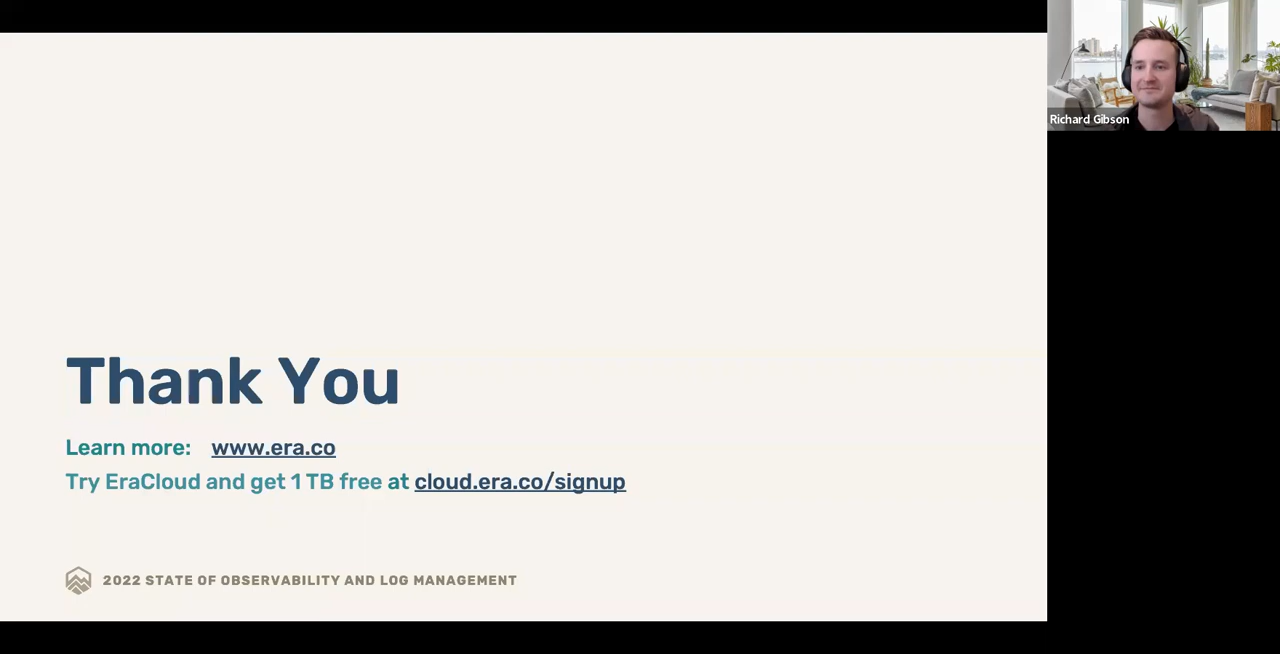 Richard Gibson
Thank You
Learn more: www.era.co
Try EraCloud and get 1 TB free at cloud.era.co/signup
2022 STATE OF OBSERVABILITY AND LOG MANAGEMENT